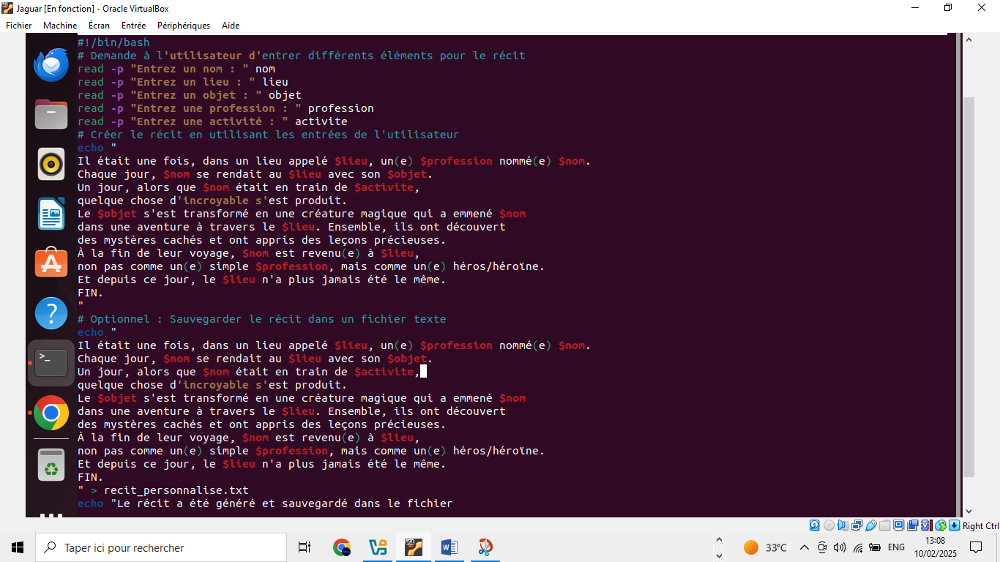 Jaguar [En fonction] - Oracle VirtualBox
Fichier Machine Écran Entrée Périphériques Aide
#!/bin/bash
# Demande à l'utilisateur d'entrer différents éléments pour le récit
read -p "Entrez un nom : " nom
read -p "Entrez un lieu : " lieu
read -p "Entrez un objet : " objet
read -p "Entrez une profession : " profession
read -p "Entrez une activité : " activite
# Créer le récit en utilisant les entrées de l'utilisateur
echo "
Il était une fois, dans un lieu appelé $lieu, un(e) $profession nommé(e) $nom.
Chaque jour, $nom se rendait au $lieu avec son $objet.
Un jour, alors que $nom était en train de $activite,
quelque chose d'incroyable s'est produit.
Le $objet s'est transformé en une créature magique qui a emmené $nom
dans une aventure à travers le $lieu. Ensemble, ils ont découvert
des mystères cachés et ont appris des leçons précieuses.
À la fin de leur voyage, $nom est revenu(e) à $lieu,
non pas comme un(e) simple $profession, mais comme un(e) héros/héroïne.
Et depuis ce jour, le $lieu n'a plus jamais été le même.
FIN.
"
# Optionnel : Sauvegarder le récit dans un fichier texte
echo "
Il était une fois, dans un lieu appelé $lieu, un(e) $profession nommé(e) $nom.
Chaque jour, $nom se rendait au $lieu avec son $objet.
Un jour, alors que $nom était en train de $activite,
quelque chose d'incroyable s'est produit.
Le $objet s'est transformé en une créature magique qui a emmené $nom
dans une aventure à travers le $lieu. Ensemble, ils ont découvert
des mystères cachés et ont appris des leçons précieuses.
À la fin de leur voyage, $nom est revenu(e) à $lieu,
non pas comme un(e) simple $profession, mais comme un(e) héros/héroïne.
Et depuis ce jour, le $lieu n'a plus jamais été le même.
FIN.
" > recit_personnalise.txt
echo "Le récit a été généré et sauvegardé dans le fichier
Right Ctrl
Taper ici pour rechercher
33°C
ENG
13:08
10/02/2025